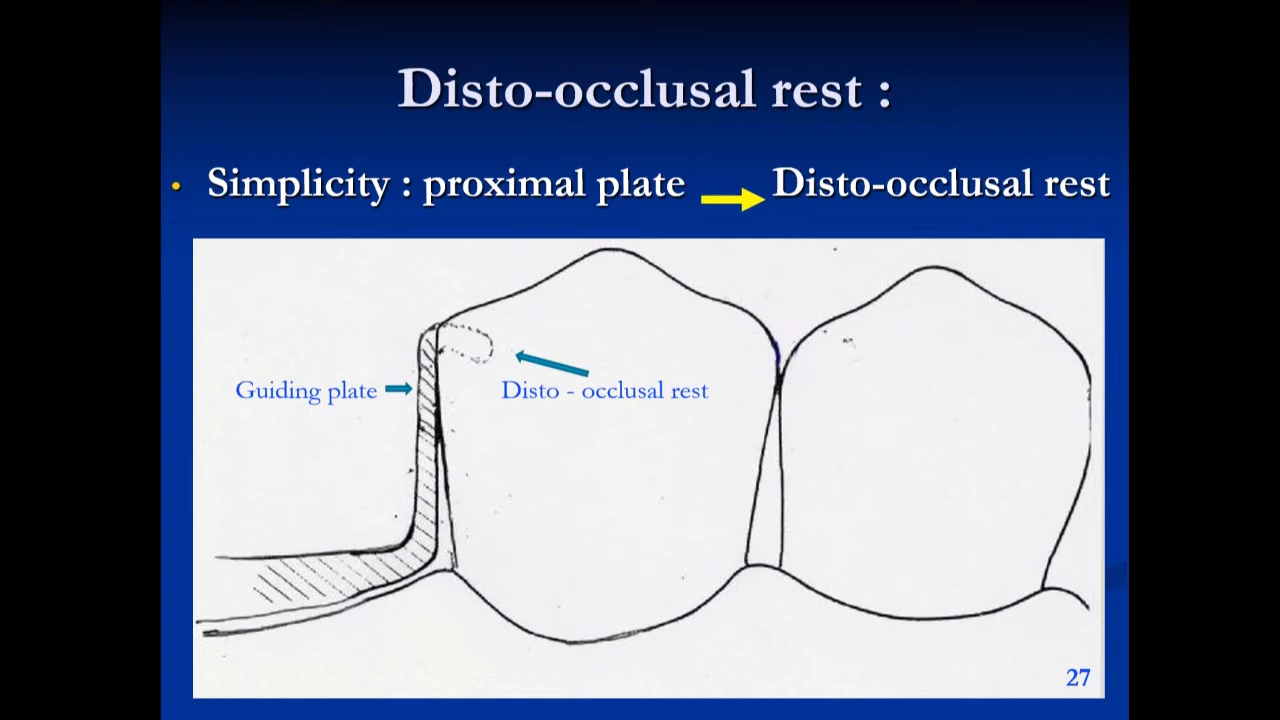 Disto-occlusal rest :
• Simplicity : proximal plate Disto-occlusal rest
Guiding plate
Disto - occlusal rest
27